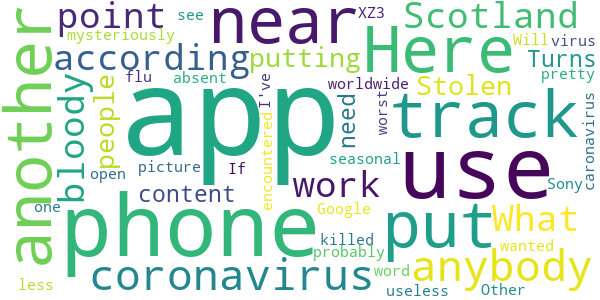 another
point
near
XZ3
Scotland
see
mysteriously
according
putting
Here
Will
virus
Turns
bloody
people
flu
absent
app
I've
worldwide
need
worst
track
Stolen
seasonal
caronavirus
open
picture
If
encountered
use
Sony
one
phone
content
work
Google
put
What
wanted
killed
probably
anybody
less
coronavirus
word
useless
Other
pretty